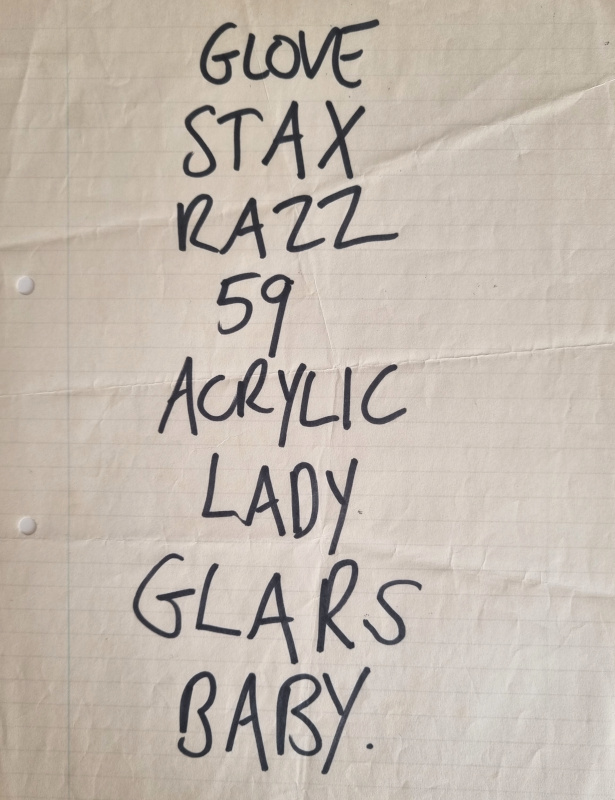 GLOVE
STAX
RAZZ
59
ACRYLIC
LADY
GLARS
BABY.